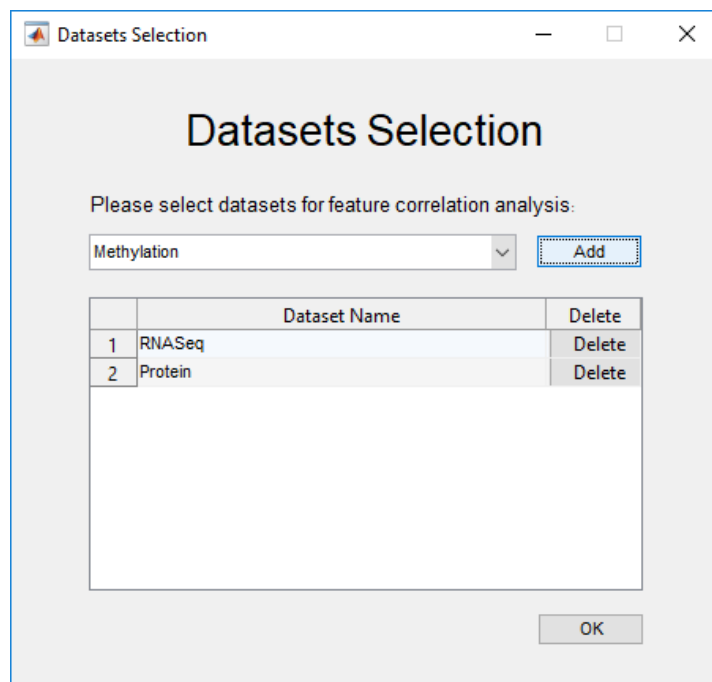 Datasets Selection
Datasets Selection
Please select datasets for feature correlation analysis:
Methylation Add
Dataset Name Delete
1 RNASeq Delete
2 Protein Delete
OK